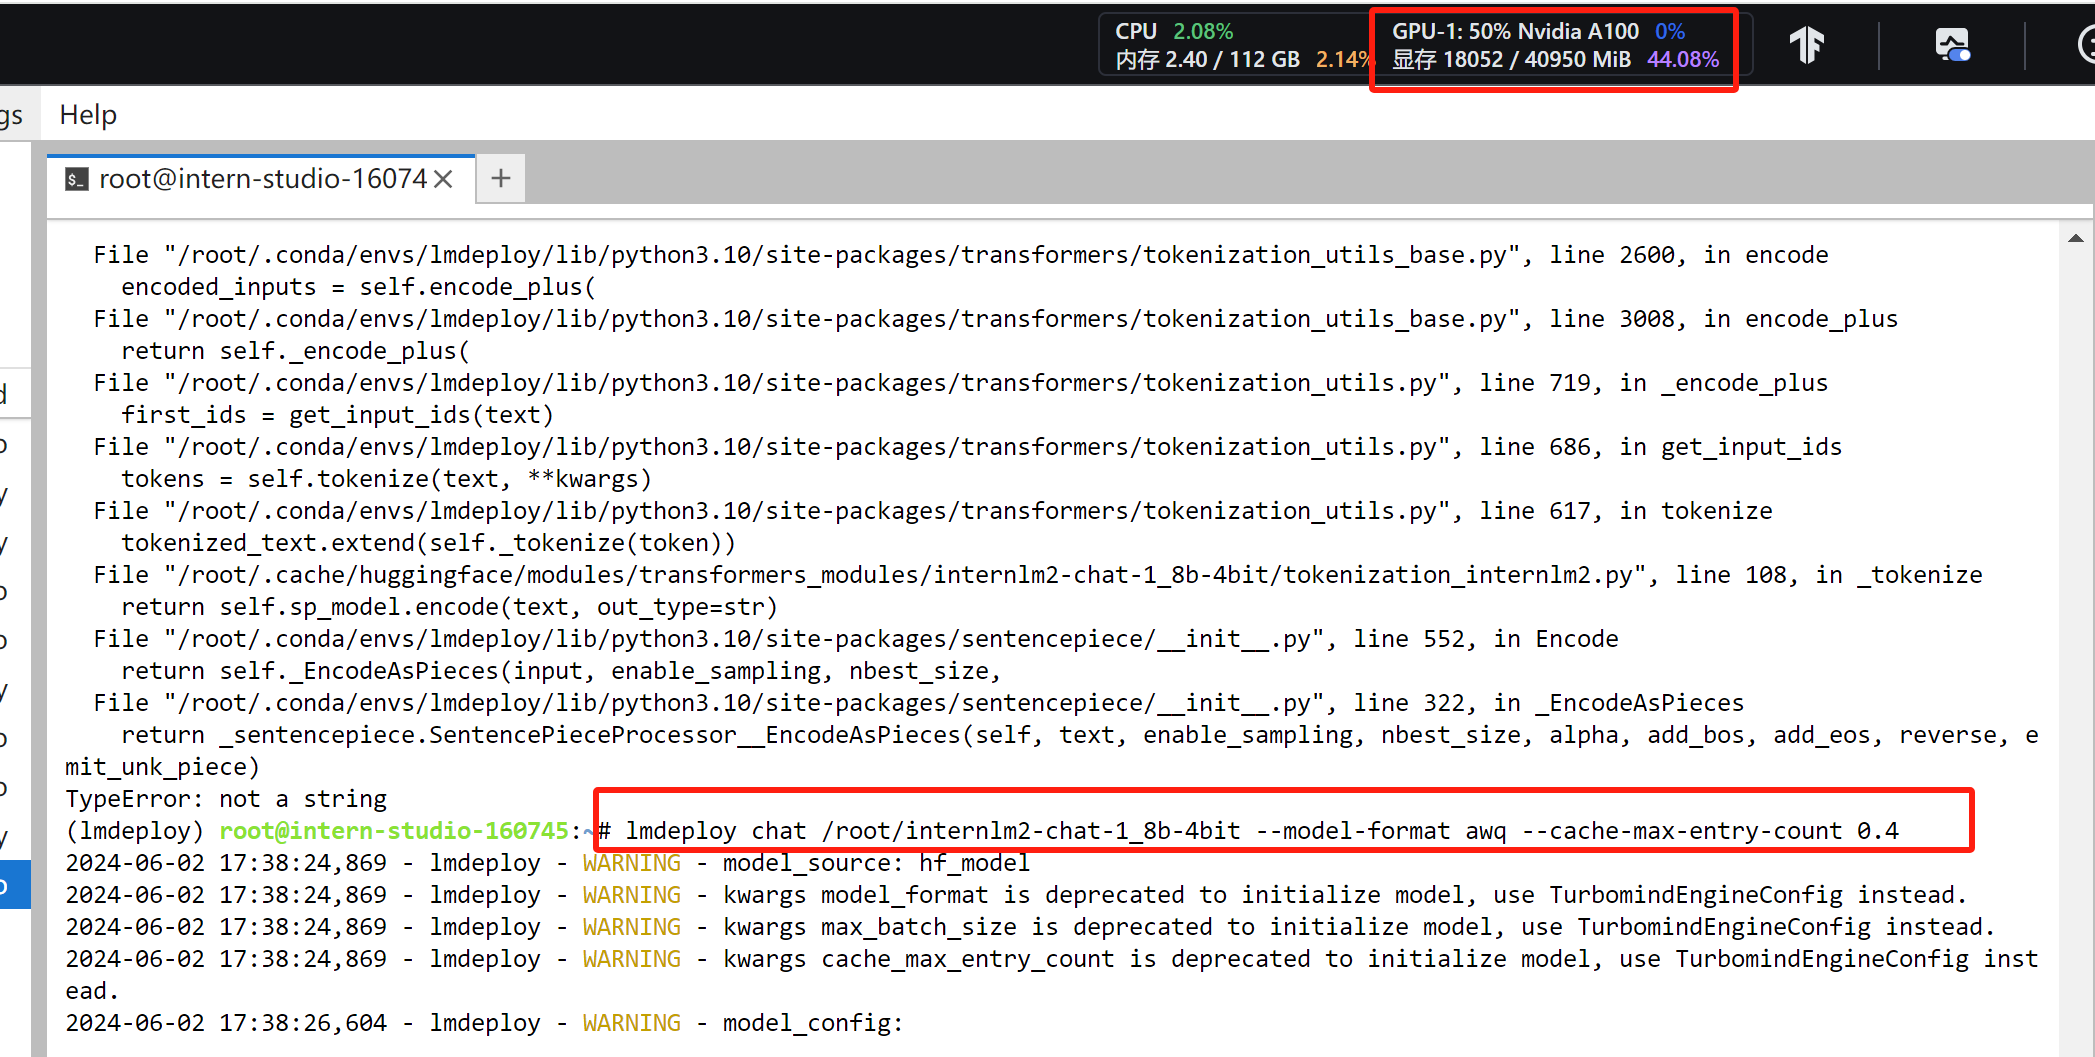 CPU 2.08%
内存 2.40 / 112 GB 2.14%
GPU-1: 50% Nvidia A100 0%
显存 18052 / 40950 MiB 44.08%
gs Help
root@intern-studio-16074
File "/root/.conda/envs/lmdeploy/lib/python3.10/site-packages/transformers/tokenization_utils_base.py", line 2600, in encode
encoded_inputs = self.encode_plus(
File "/root/.conda/envs/lmdeploy/lib/python3.10/site-packages/transformers/tokenization_utils_base.py", line 3008, in encode_plus
return self._encode_plus(
File "/root/.conda/envs/lmdeploy/lib/python3.10/site-packages/transformers/tokenization_utils.py", line 719, in _encode_plus
first_ids = get_input_ids(text)
File "/root/.conda/envs/lmdeploy/lib/python3.10/site-packages/transformers/tokenization_utils.py", line 686, in get_input_ids
tokens = self.tokenize(text, **kwargs)
File "/root/.conda/envs/lmdeploy/lib/python3.10/site-packages/transformers/tokenization_utils.py", line 617, in tokenize
tokenized_text.extend(self._tokenize(token))
File "/root/.cache/huggingface/modules/transformers_modules/internlm2-chat-1_8b-4bit/tokenization_internlm2.py", line 108, in _tokenize
return self.sp_model.encode(text, out_type=str)
File "/root/.conda/envs/lmdeploy/lib/python3.10/site-packages/sentencepiece/__init__.py", line 552, in Encode
return self._EncodeAsPieces(input, enable_sampling, nbest_size,
File "/root/.conda/envs/lmdeploy/lib/python3.10/site-packages/sentencepiece/__init__.py", line 322, in _EncodeAsPieces
return _sentencepiece.SentencePieceProcessor__EncodeAsPieces(self, text, enable_sampling, nbest_size, alpha, add_bos, add_eos, reverse, e
mit_unk_piece)
TypeError: not a string
(lmdeploy) root@intern-studio-160745:~# lmdeploy chat /root/internlm2-chat-1_8b-4bit --model-format awq --cache-max-entry-count 0.4
2024-06-02 17:38:24,869 - lmdeploy - WARNING - model_source: hf_model
2024-06-02 17:38:24,869 - lmdeploy - WARNING - kwargs model_format is deprecated to initialize model, use TurbomindEngineConfig instead.
2024-06-02 17:38:24,869 - lmdeploy - WARNING - kwargs max_batch_size is deprecated to initialize model, use TurbomindEngineConfig instead.
2024-06-02 17:38:24,869 - lmdeploy - WARNING - kwargs cache_max_entry_count is deprecated to initialize model, use TurbomindEngineConfig inst
ead.
2024-06-02 17:38:26,604 - lmdeploy - WARNING - model_config: